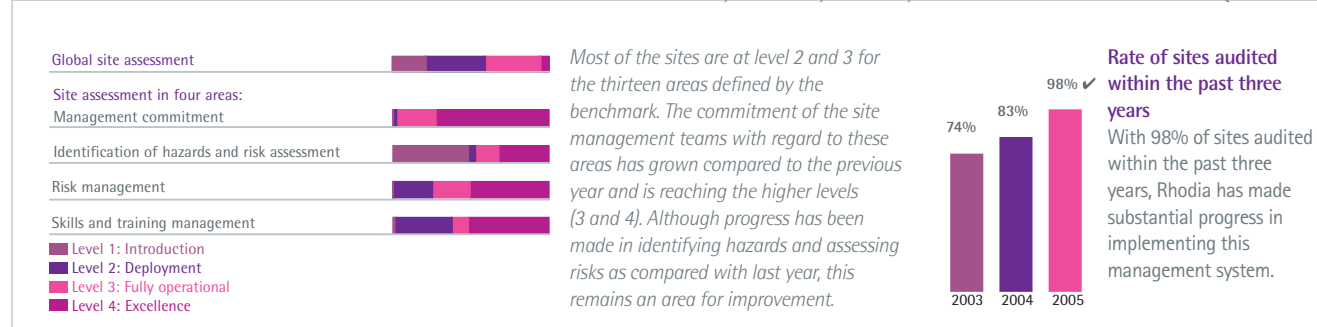 Global site assessment
Site assessment in four areas:
Management commitment
Identification of hazards and risk assessment
Risk management
Skills and training management
Level 1: Introduction
Level 2: Deployment
Level 3: Fully operational
Level 4: Excellence
Most of the sites are at level 2 and 3 for
the thirteen areas defined by the
benchmark. The commitment of the site
management teams with regard to these
areas has grown compared to the previous
year and is reaching the higher levels
(3 and 4). Although progress has been
made in identifying hazards and assessing
risks as compared with last year, this
remains an area for improvement.
74%
83%
98% ✔
2003 2004 2005
Rate of sites audited
within the past three
years
With 98% of sites audited
within the past three
years, Rhodia has made
substantial progress in
implementing this
management system.